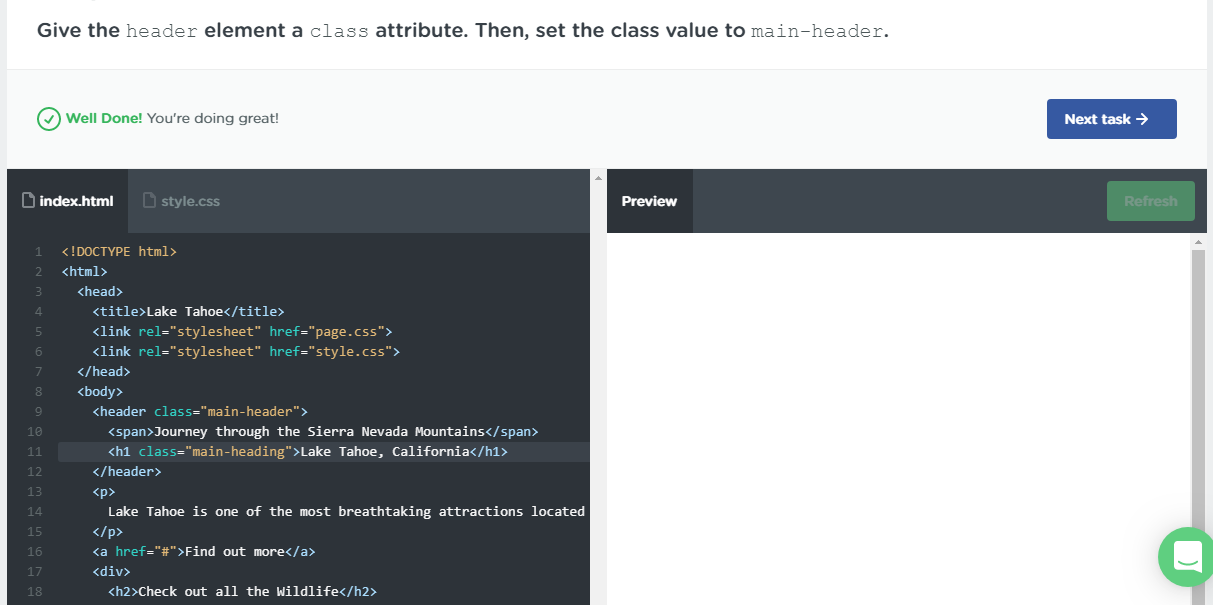 Give the header element a class attribute. Then, set the class value to main-header.
Well Done! You're doing great!
Next task →
index.html
style.css
Preview
Refresh
1 <!DOCTYPE html>
2 <html>
3 <head>
4 <title>Lake Tahoe</title>
5 <link rel="stylesheet" href="page.css">
6 <link rel="stylesheet" href="style.css">
7 </head>
8 <body>
9 <header class="main-header">
10 <span>Journey through the Sierra Nevada Mountains</span>
11 <h1 class="main-heading">Lake Tahoe, California</h1>
12 </header>
13 <p>
14 Lake Tahoe is one of the most breathtaking attractions located
15 </p>
16 <a href="#">Find out more</a>
17 <div>
18 <h2>Check out all the Wildlife</h2>